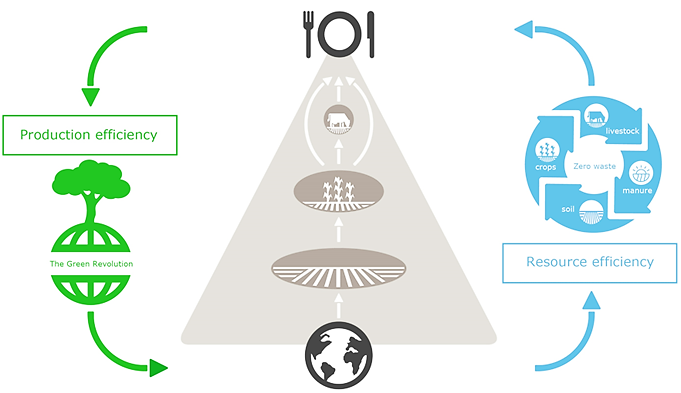 Production efficiency
The Green Revolution
livestock
crops
Zero waste
manure
soil
Resource efficiency